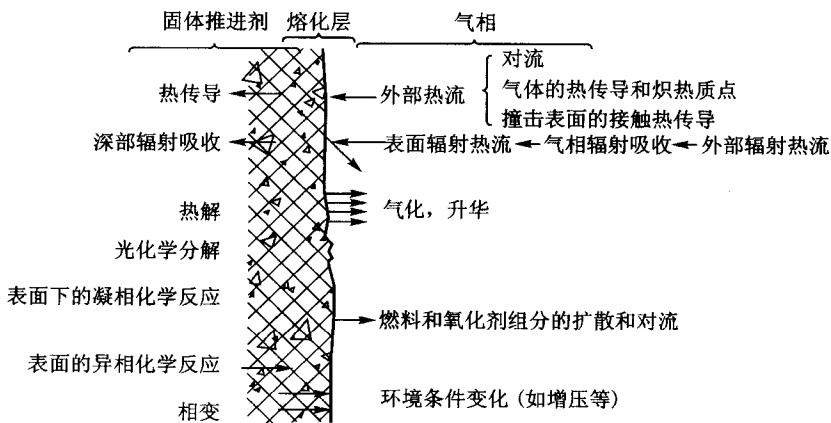 固体推进剂 熔化层 气相
对流
热传导 外部热流 气体的热传导和炽热质点
撞击表面的接触热传导
深部辐射吸收 表面辐射热流 气相辐射吸收 外部辐射热流
热解 气化，升华
光化学分解
表面下的凝相化学反应
燃料和氧化剂组分的扩散和对流
表面的异相化学反应
相变 环境条件变化 (如增压等)